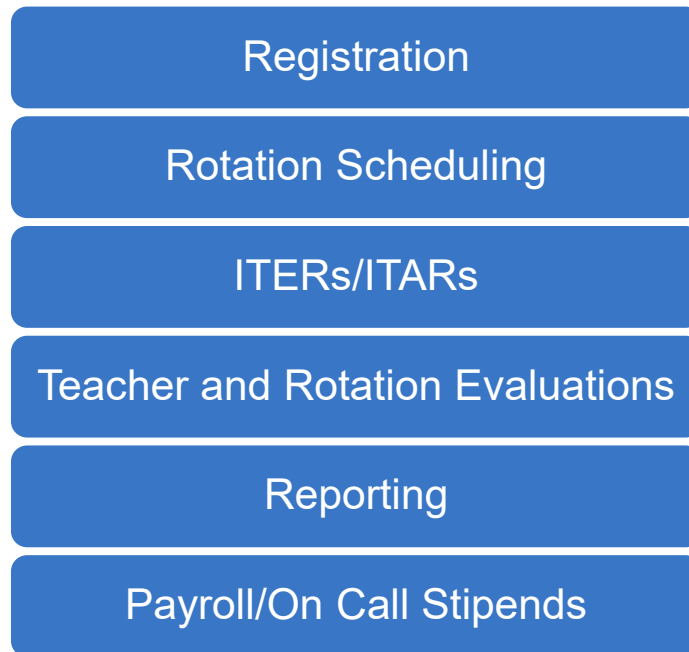 Registration
Rotation Scheduling
ITERs/ITARs
Teacher and Rotation Evaluations
Reporting
Payroll/On Call Stipends